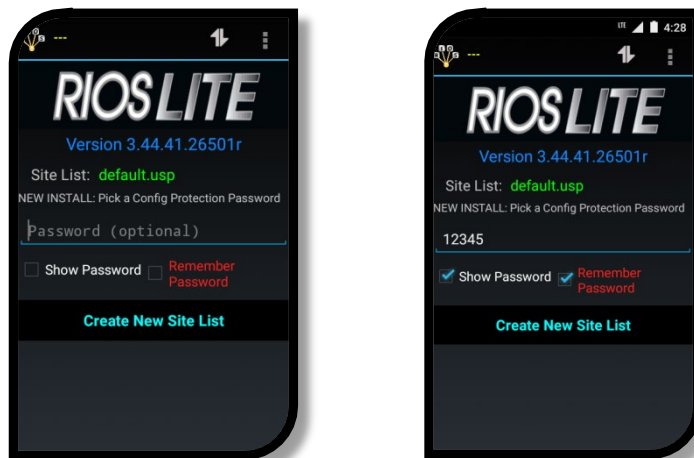 ---
RIOS LITE
Version 3.44.41.26501r
Site List: default.usp
NEW INSTALL: Pick a Config Protection Password
Password (optional)
Show Password
Remember Password
Create New Site List
LTE 4:28
---
RIOS LITE
Version 3.44.41.26501r
Site List: default.usp
NEW INSTALL: Pick a Config Protection Password
12345
Show Password
Remember Password
Create New Site List